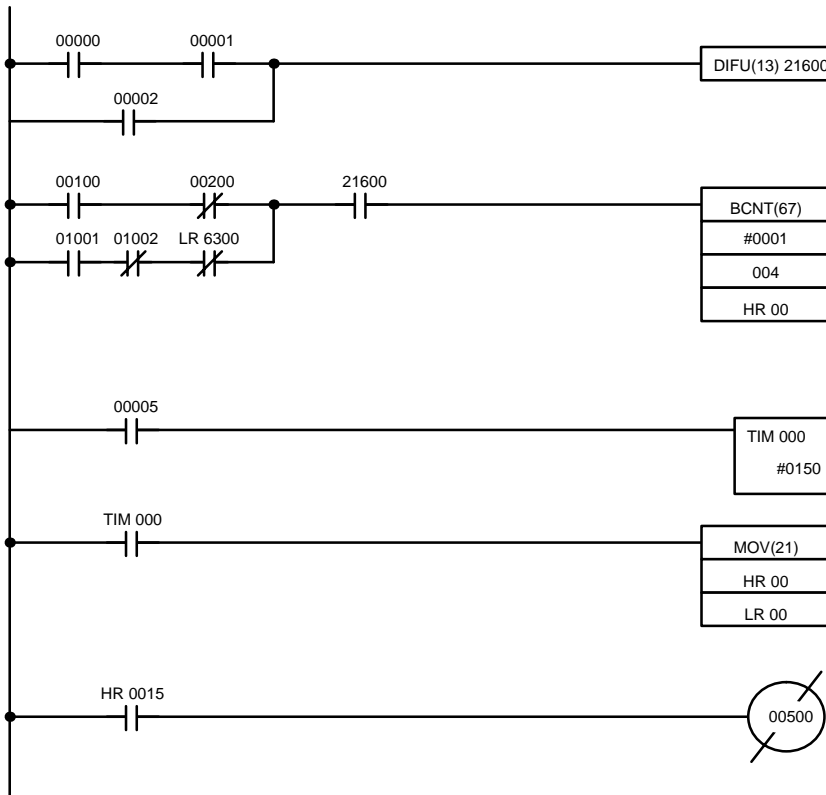 00000 00001
DIFU(13) 21600
00002
00100 00200 21600
BCNT(67)
01001 01002 LR 6300
#0001
004
HR 00
00005
TIM 000
#0150
TIM 000
MOV(21)
HR 00
LR 00
HR 0015
00500